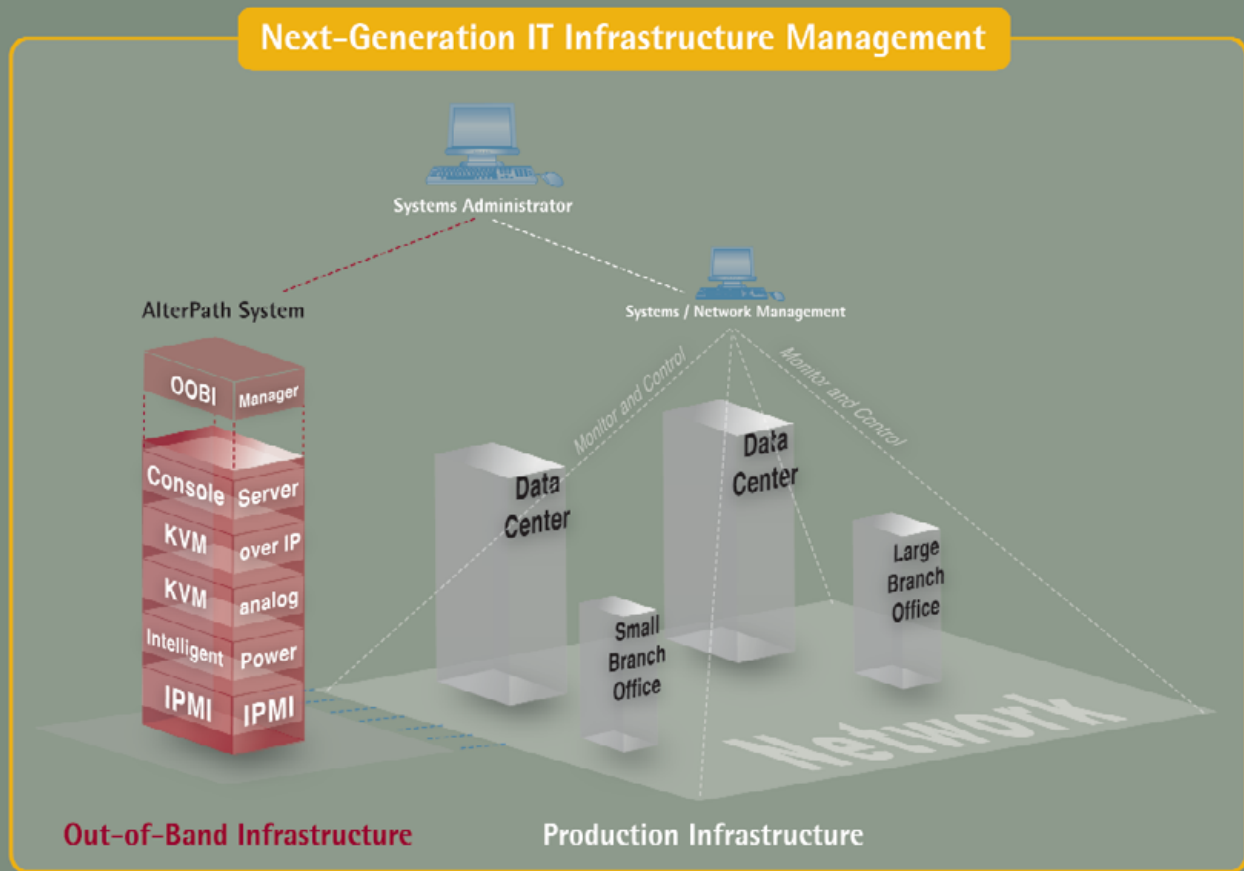 Next-Generation IT Infrastructure Management
Systems Administrator
AlterPath System
Systems / Network Management
OOBI Manager
Console Server
KVM over IP
KVM analog
Intelligent Power
IPMI IPMI
Monitor and Control
Monitor and Control
Data
Center
Data
Center
Small
Branch
Office
Large
Branch
Office
Network
Out-of-Band Infrastructure
Production Infrastructure